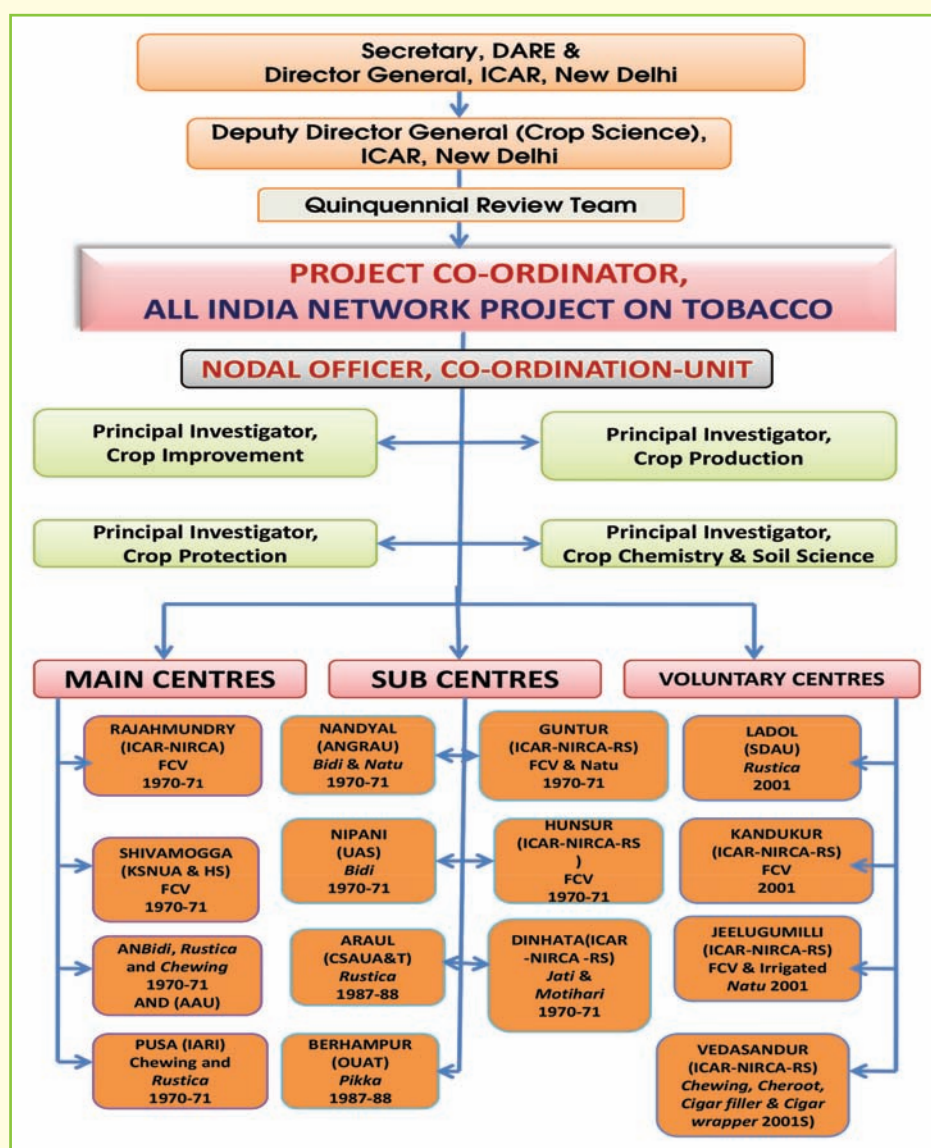 Secretary, DARE &
Director General, ICAR, New Delhi
Deputy Director General (Crop Science),
ICAR, New Delhi
Quinquennial Review Team
PROJECT CO-ORDINATOR,
ALL INDIA NETWORK PROJECT ON TOBACCO
NODAL OFFICER, CO-ORDINATION-UNIT
Principal Investigator,
Crop Improvement
Principal Investigator,
Crop Production
Principal Investigator,
Crop Protection
Principal Investigator,
Crop Chemistry & Soil Science
MAIN CENTRES
RAJAHMUNDRY
(ICAR-NIRCA)
FCV
1970-71
SHIVAMOGGA
(KSNUA & HS)
FCV
1970-71
ANBidi, Rustica
and Chewing
1970-71
AND (AAU)
PUSA (IARI)
Chewing and
Rustica
1970-71
SUB CENTRES
NANDYAL
(ANGRAU)
Bidi & Natu
1970-71
GUNTUR
(ICAR-NIRCA-RS)
FCV & Natu
1970-71
NIPANI
(UAS)
Bidi
1970-71
HUNSUR
(ICAR-NIRCA-RS
)
FCV
1970-71
ARAUL
(CSAUA&T)
Rustica
1987-88
DINHATA(ICAR
-NIRCA -RS)
Jati &
Motihari
1970-71
BERHAMPUR
(OUAT)
Pikka
1987-88
VOLUNTARY CENTRES
LADOL
(SDAU)
Rustica
2001
KANDUKUR
(ICAR-NIRCA-RS)
FCV
2001
JEELUGUMILLI
(ICAR-NIRCA-RS)
FCV & Irrigated
Natu 2001
VEDASANDUR
(ICAR-NIRCA-RS)
Chewing, Cheroot,
Cigar filler & Cigar
wrapper 2001S)